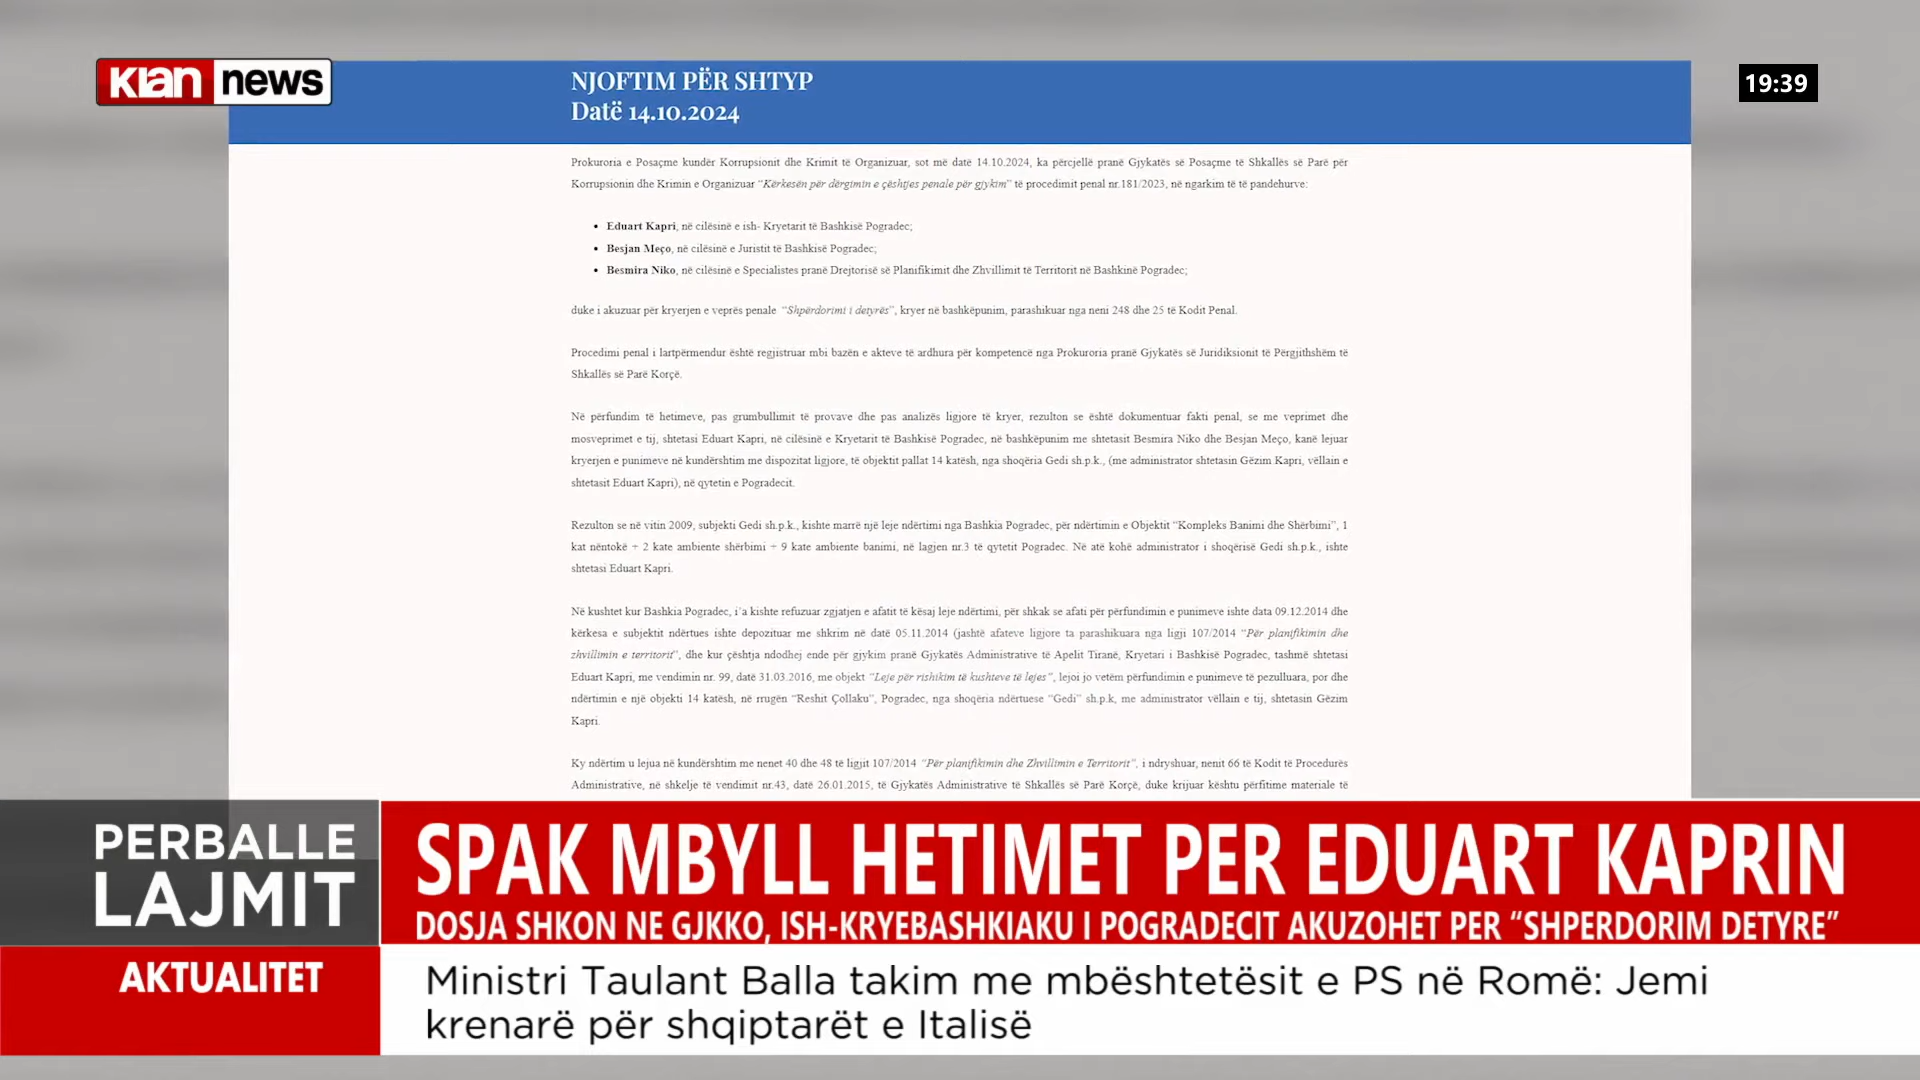 Klan news
19:39
NJOFTIM PËR SHTYP
Datë 14.10.2024
Prokuroria e Posaçme kundër Korrupsionit dhe Krimit të Organizuar, sot më datë 14.10.2024, ka përcjellë pranë Gjykatës së Posaçme të Shkallës së Parë për
Korrupsionin dhe Krimin e Organizuar “Kërkesën për dërgimin e çështjes penale për gjykim” të procedimit penal nr.181/2023, në ngarkim të të pandehurve:
• Eduart Kapri, në cilësinë e ish- Kryetarit të Bashkisë Pogradec;
• Besjan Meço, në cilësinë e Juristit të Bashkisë Pogradec;
• Besmira Niko, në cilësinë e Specialistes pranë Drejtorisë së Planifikimit dhe Zhvillimit të Territorit në Bashkinë Pogradec;
duke i akuzuar për kryerjen e veprës penale “Shpërdorimi i detyrës”, kryer në bashkëpunim, parashikuar nga neni 248 dhe 25 të Kodit Penal.
Procedimi penal i lartpërmendur është regjistruar mbi bazën e akteve të ardhura për kompetencë nga Prokuroria pranë Gjykatës së Juridiksionit të Përgjithshëm të
Shkallës së Parë Korçë.
Në përfundim të hetimeve, pas grumbullimit të provave dhe pas analizës ligjore të kryer, rezulton se është dokumentuar fakti penal, se me veprimet dhe
mosveprimet e tij, shtetasi Eduart Kapri, në cilësinë e Kryetarit të Bashkisë Pogradec, në bashkëpunim me shtetasit Besmira Niko dhe Besjan Meço, kanë lejuar
kryerjen e punimeve në kundërshtim me dispozitat ligjore, të objektit pallat 14 katësh, nga shoqëria Gedi sh.p.k., (me administrator shtetasin Gëzim Kapri, vëllain e
shtetasit Eduart Kapri), në qytetin e Pogradecit.
Rezulton se në vitin 2009, subjekti Gedi sh.p.k., kishte marrë një leje ndërtimi nga Bashkia Pogradec, për ndërtimin e Objektit “Kompleks Banimi dhe Shërbimi”, 1
kat nëntokë + 2 kate ambiente shërbimi + 9 kate ambiente banimi, në lagjen nr.3 të qytetit Pogradec. Në atë kohë administrator i shoqërisë Gedi sh.p.k., ishte
shtetasi Eduart Kapri.
Në kushtet kur Bashkia Pogradec, i’a kishte refuzuar zgjatjen e afatit të kësaj leje ndërtimi, për shkak se afati për përfundimin e punimeve ishte data 09.12.2014 dhe
kërkesa e subjektit ndërtues ishte depozituar me shkrim në datë 05.11.2014 (jashtë afateve ligjore ta parashikuara nga ligji 107/2014 “Për planifikimin dhe
zhvillimin e territorit”, dhe kur çështja ndodhej ende për gjykim pranë Gjykatës Administrative të Apelit Tiranë, Kryetari i Bashkisë Pogradec, tashmë shtetasi
Eduart Kapri, me vendimin nr. 99, datë 31.03.2016, me objekt “Leje për rishikim të kushteve të lejes”, lejoi jo vetëm përfundimin e punimeve të pezulluara, por dhe
ndërtimin e një objekti 14 katësh, në rrugën “Reshit Çollaku”, Pogradec, nga shoqëria ndërtuese “Gedi” sh.p.k, me administrator vëllain e tij, shtetasin Gëzim
Kapri.
Ky ndërtim u lejua në kundërshtim me nenet 40 dhe 48 të ligjit 107/2014 “Për planifikimin dhe Zhvillimin e Territorit”, i ndryshuar, nenit 66 të Kodit të Procedurës
Administrative, në shkelje të vendimit nr.43, datë 26.01.2015, të Gjykatës Administrative të Shkallës së Parë Korçë, duke krijuar kështu përfitime materiale të
PERBALLE
LAJMIT
SPAK MBYLL HETIMET PER EDUART KAPRIN
DOSJA SHKON NE GJKKO, ISH-KRYEBASHKIAKU I POGRADECIT AKUZOHET PER “SHPERDORIM DETYRE”
AKTUALITET
Ministri Taulant Balla takim me mbështetësit e PS në Romë: Jemi
krenarë për shqiptarët e Italisë